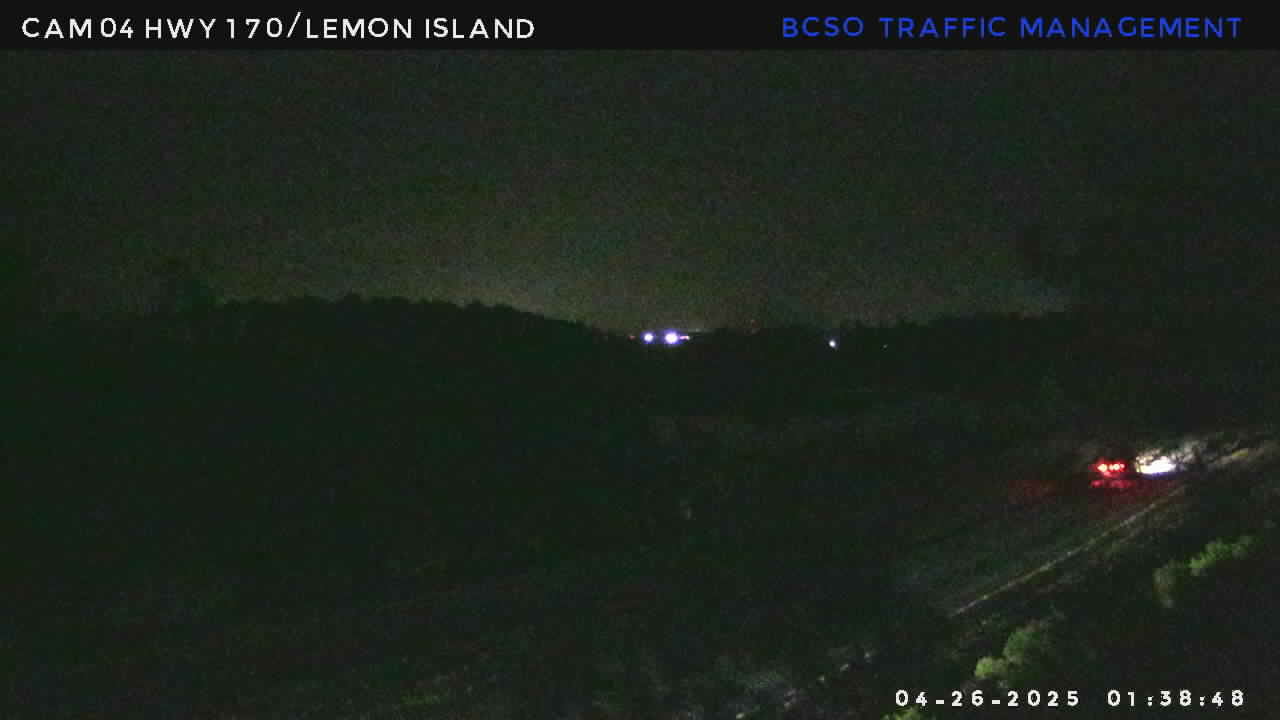 CAM04 HWY 170/LEMON ISLAND
BCSO TRAFFIC MANAGEMENT
04-26-2025 01:38:48